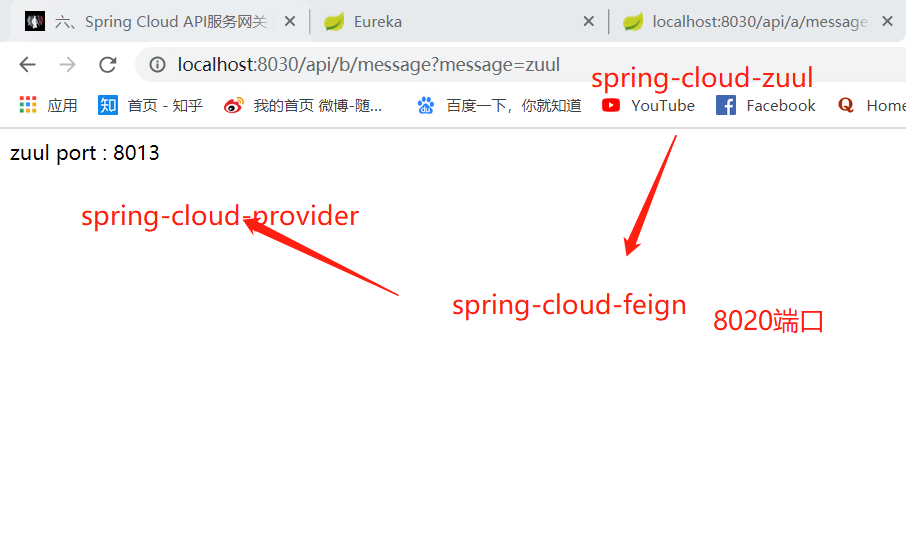 六、Spring Cloud API服务网关
Eureka
localhost:8030/api/a/message
localhost:8030/api/b/message?message=zuul
spring-cloud-zuul
应用
知
首页 - 知乎
我的首页 微博-随...
百度一下，你就知道
YouTube
Facebook
Home
zuul port : 8013
spring-cloud-provider
spring-cloud-feign
8020端口